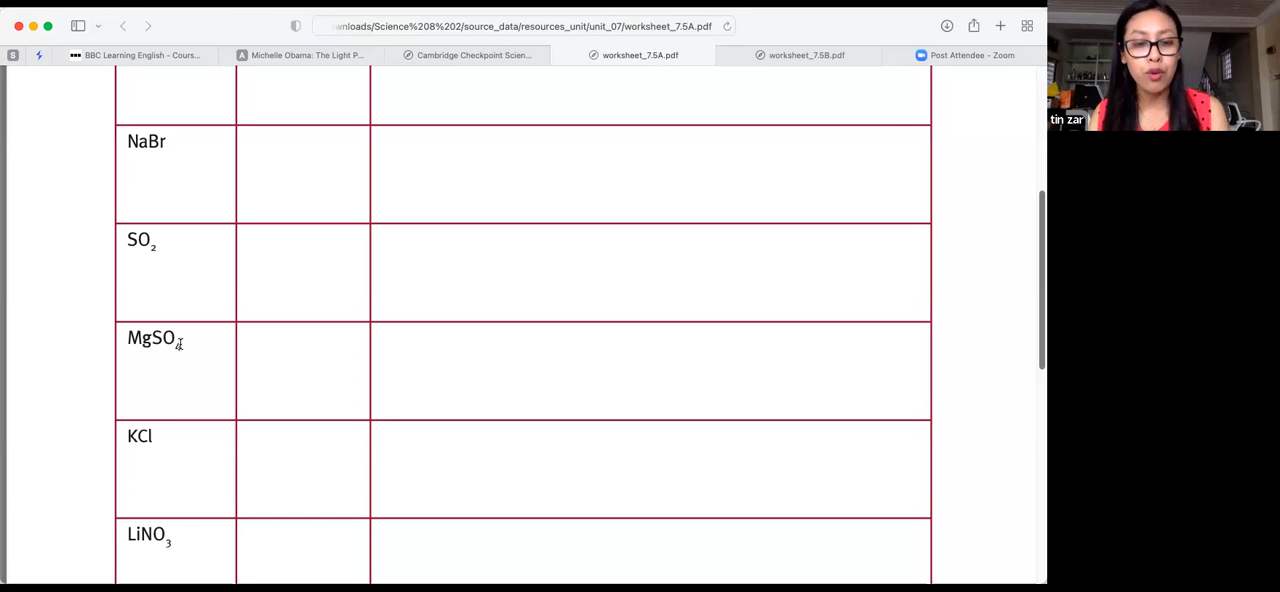 wnloads/Science%208%202/source_data/resources_unit/unit_07/worksheet_7.5A.pdf
S
BBC Learning English - Cours...
A
Michelle Obama: The Light P...
Cambridge Checkpoint Scien...
worksheet_7.5A.pdf
worksheet_7.5B.pdf
Post Attendee - Zoom
tin zar
NaBr
SO₂
MgSO₄
KCl
LiNO₃